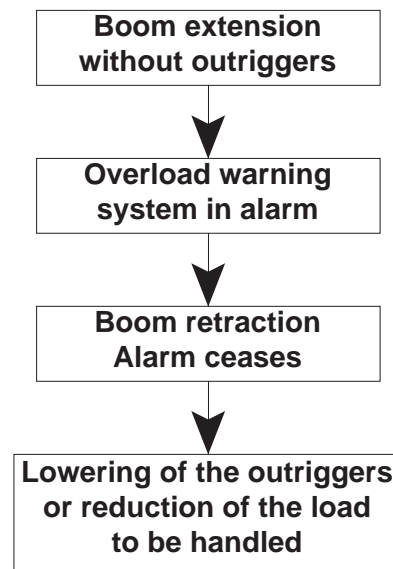 Boom extension
without outriggers
Overload warning
system in alarm
Boom retraction
Alarm ceases
Lowering of the outriggers
or reduction of the load
to be handled